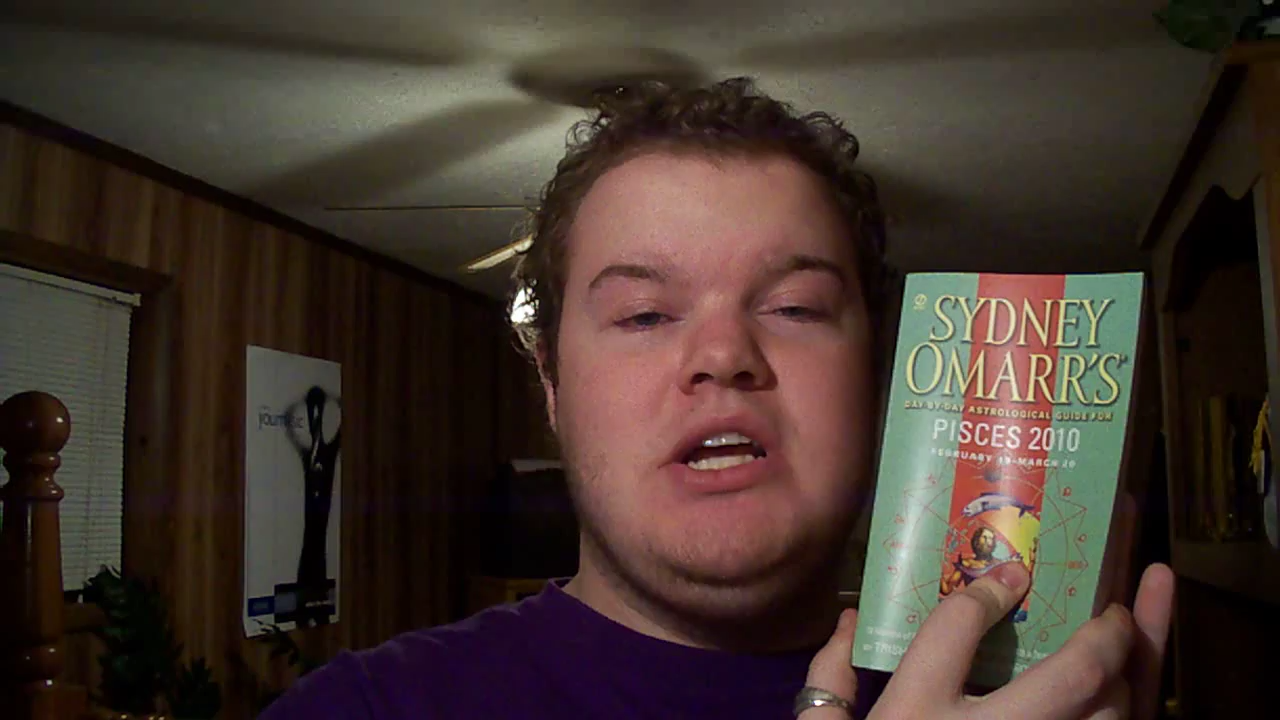 SYDNEY
OMARR'S
DAY-BY-DAY ASTROLOGICAL GUIDE FOR
PISCES 2010
FEBRUARY 19-MARCH 20